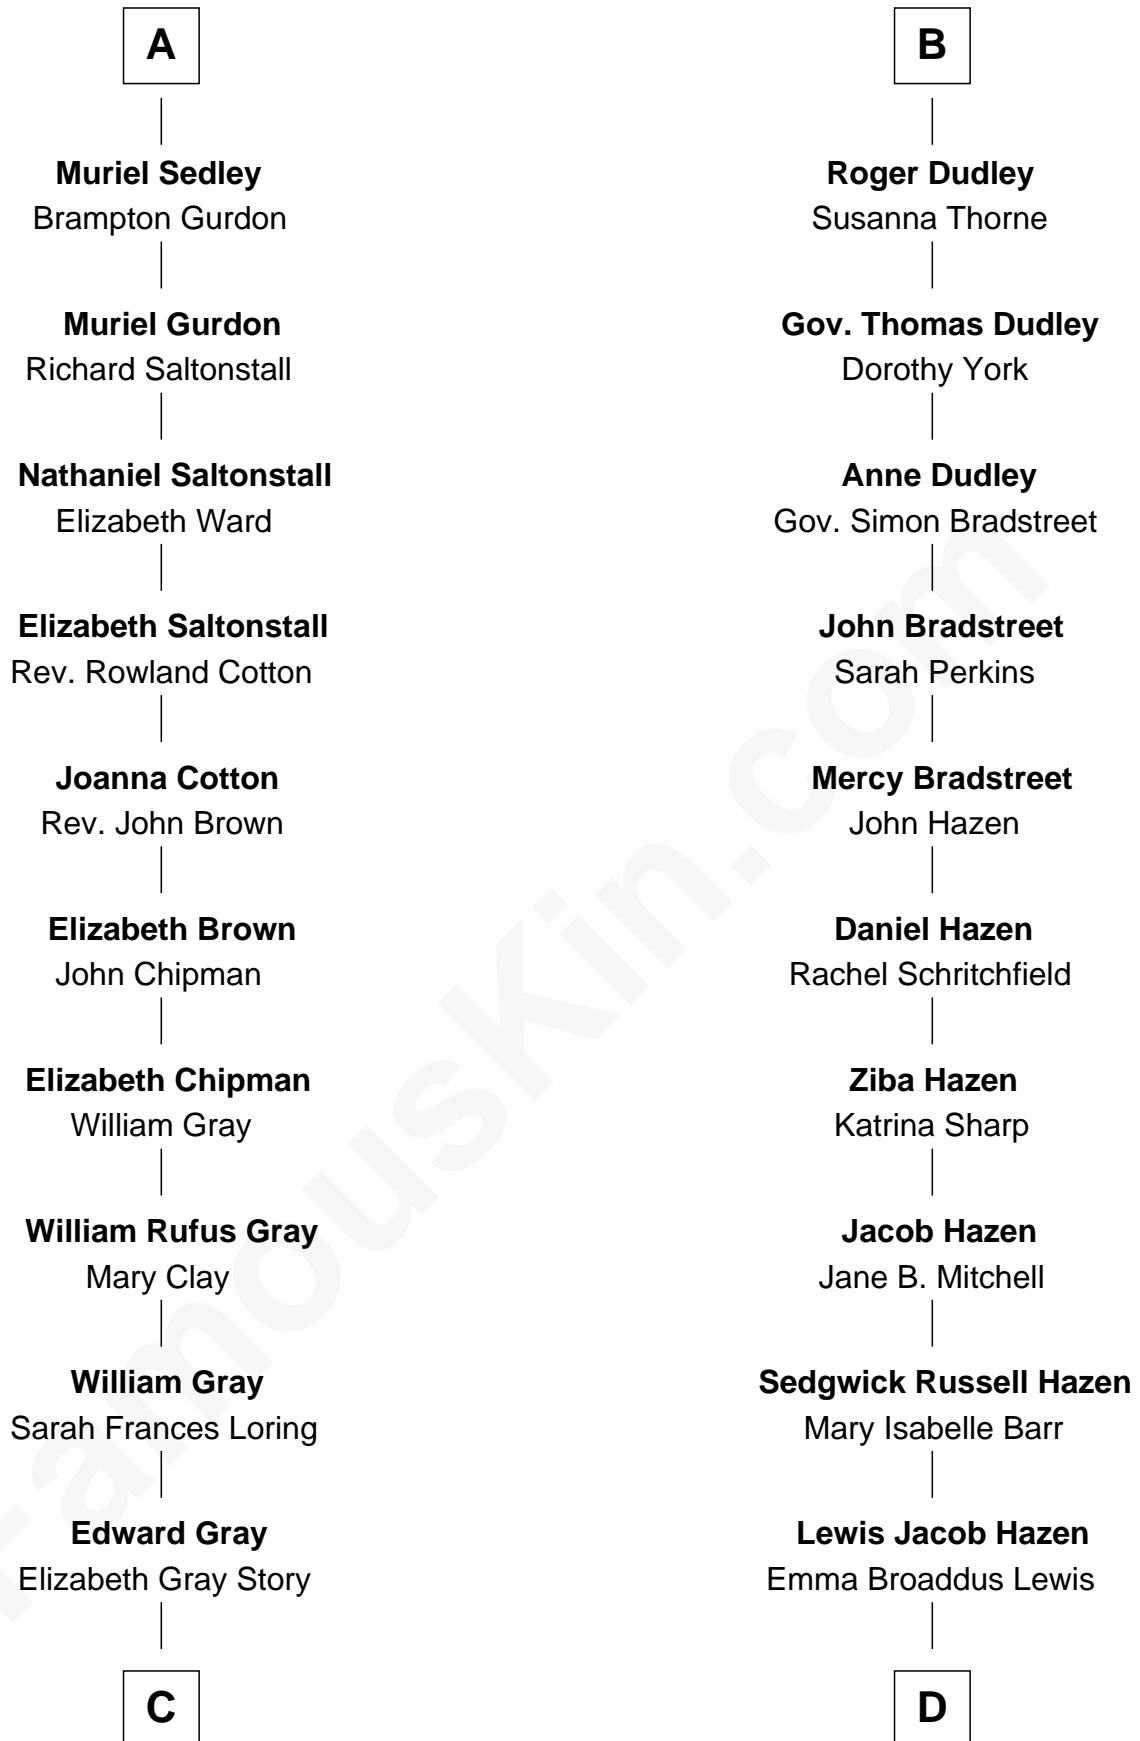 A
Muriel Sedley
Brampton Gurdon
Muriel Gurdon
Richard Saltonstall
Nathaniel Saltonstall
Elizabeth Ward
Elizabeth Saltonstall
Rev. Rowland Cotton
Joanna Cotton
Rev. John Brown
Elizabeth Brown
John Chipman
Elizabeth Chipman
William Gray
William Rufus Gray
Mary Clay
William Gray
Sarah Frances Loring
Edward Gray
Elizabeth Gray Story
C
B
Roger Dudley
Susanna Thorne
Gov. Thomas Dudley
Dorothy York
Anne Dudley
Gov. Simon Bradstreet
John Bradstreet
Sarah Perkins
Mercy Bradstreet
John Hazen
Daniel Hazen
Rachel Schritchfield
Ziba Hazen
Katrina Sharp
Jacob Hazen
Jane B. Mitchell
Sedgwick Russell Hazen
Mary Isabelle Barr
Lewis Jacob Hazen
Emma Broaddus Lewis
D
FamousKin.com